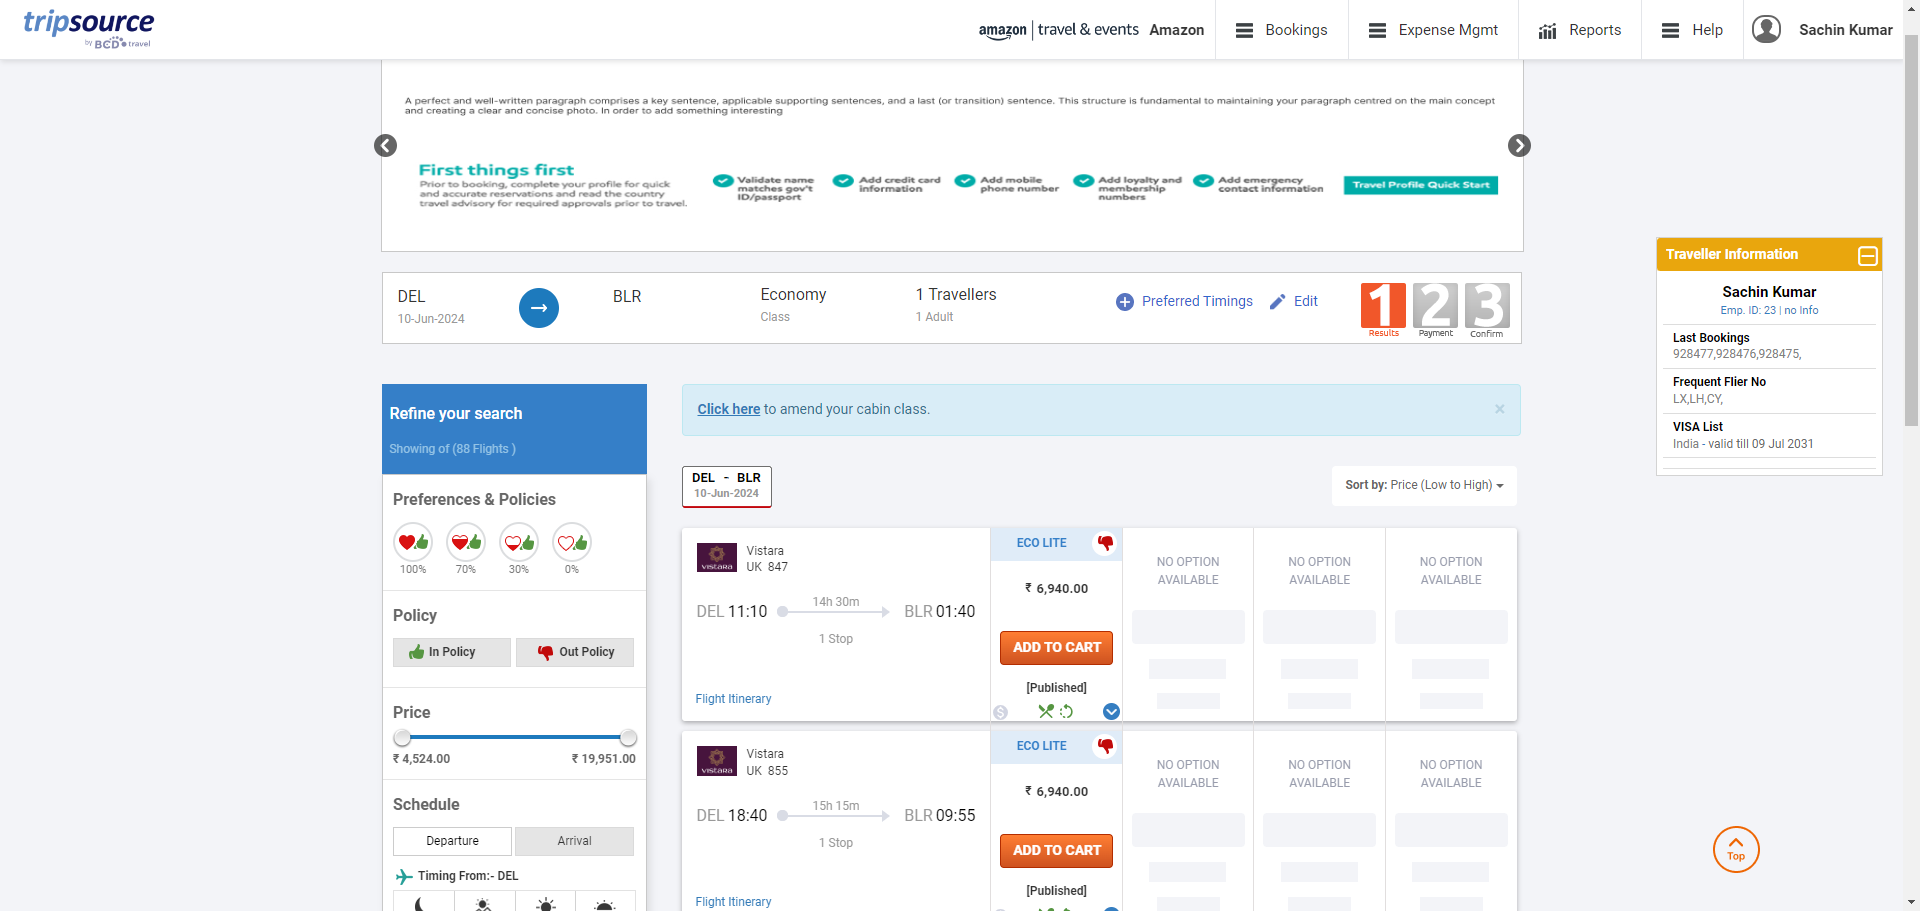 tripsource
by BCD travel
amazon | travel & events Amazon
Bookings
Expense Mgmt
Reports
Help
Sachin Kumar
A perfect and well-written paragraph comprises a key sentence, applicable supporting sentences, and a last (or transition) sentence. This structure is fundamental to maintaining your paragraph centred on the main concept
and creating a clear and concise photo. In order to add something interesting
First things first
Prior to booking, complete your profile for quick
and accurate reservations and read the country
travel advisory for required approvals prior to travel.
Validate name
matches gov't
ID/passport
Add credit card
information
Add mobile
phone number
Add loyalty and
membership
numbers
Add emergency
contact information
Travel Profile Quick Start
Traveller Information
Sachin Kumar
Emp. ID: 23 | no Info
Last Bookings
928477,928476,928475,
Frequent Flier No
LX,LH,CY,
VISA List
India - valid till 09 Jul 2031
DEL
10-Jun-2024
BLR
Economy
Class
1 Travellers
1 Adult
Preferred Timings
Edit
1
Results
2
Payment
3
Confirm
Refine your search
Showing of (88 Flights )
Preferences & Policies
100%
70%
30%
0%
Policy
In Policy
Out Policy
Price
₹ 4,524.00
₹ 19,951.00
Schedule
Departure
Arrival
Timing From:- DEL
Click here to amend your cabin class.
×
DEL - BLR
10-Jun-2024
Sort by: Price (Low to High)
VISTARA
Vistara
UK 847
DEL 11:10
14h 30m
1 Stop
BLR 01:40
Flight Itinerary
ECO LITE
₹ 6,940.00
ADD TO CART
[Published]
$
NO OPTION
AVAILABLE
NO OPTION
AVAILABLE
NO OPTION
AVAILABLE
VISTARA
Vistara
UK 855
DEL 18:40
15h 15m
1 Stop
BLR 09:55
Flight Itinerary
ECO LITE
₹ 6,940.00
ADD TO CART
[Published]
NO OPTION
AVAILABLE
NO OPTION
AVAILABLE
NO OPTION
AVAILABLE
Top